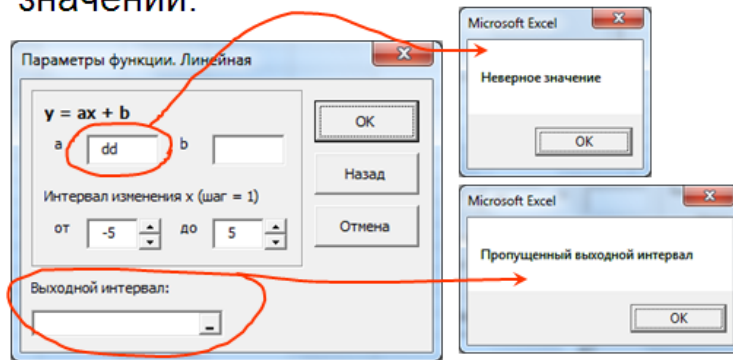 значений.
Параметры функции. Линейная
y = ax + b
a dd b
Интервал изменения x (шаг = 1)
от -5 до 5
Выходной интервал:
OK
Назад
Отмена
Microsoft Excel
Неверное значение
OK
Microsoft Excel
Пропущенный выходной интервал
OK